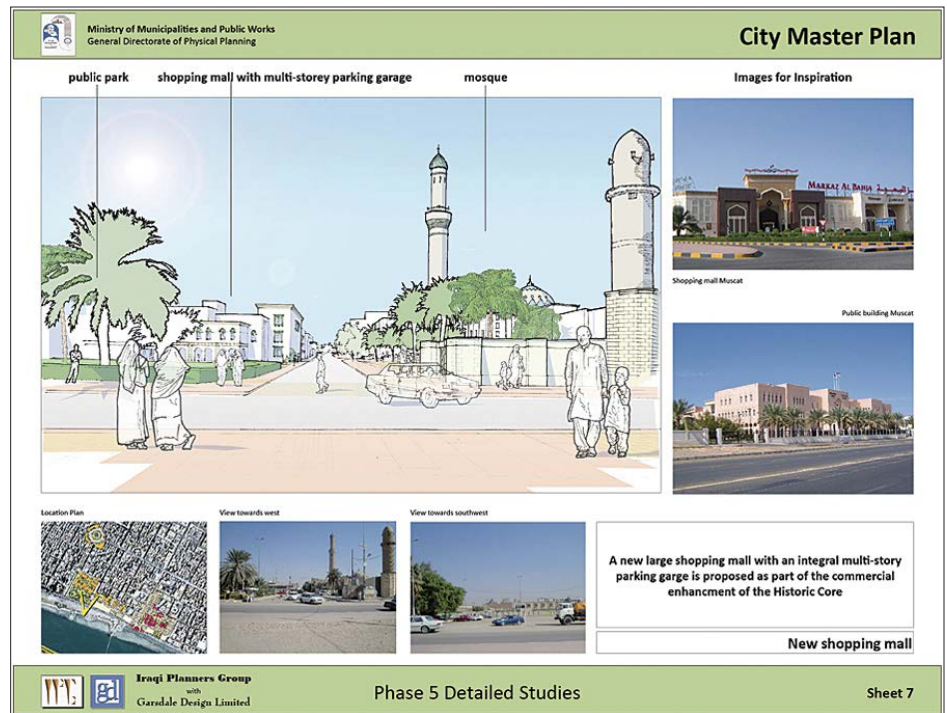 Ministry of Municipalities and Public Works
General Directorate of Physical Planning
City Master Plan
public park
shopping mall with multi-storey parking garage
mosque
Images for Inspiration
MARKAZ AL BAHJA
Shopping mall Muscat
Public building Muscat
Location Plan
View towards west
View towards southwest
A new large shopping mall with an integral multi-story
parking garge is proposed as part of the commercial
enhancment of the Historic Core
New shopping mall
Iraqi Planners Group
with
Garsdale Design Limited
gd
Phase 5 Detailed Studies
Sheet 7